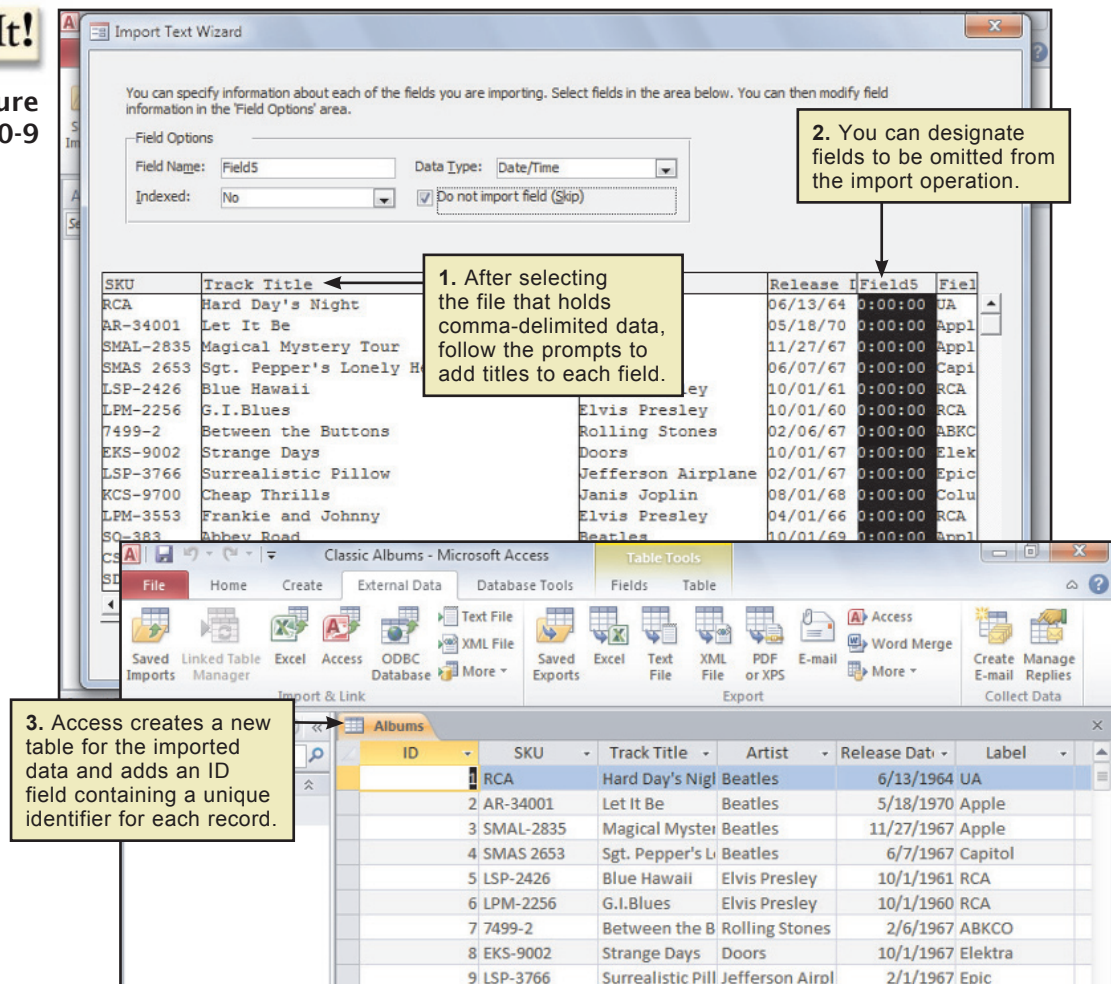 It!
ure
0-9
Import Text Wizard
You can specify information about each of the fields you are importing. Select fields in the area below. You can then modify field
information in the 'Field Options' area.
Field Options
Field Name: Field5 Data Type: Date/Time
Indexed: No Do not import field (Skip)
2. You can designate
fields to be omitted from
the import operation.
1. After selecting
the file that holds
comma-delimited data,
follow the prompts to
add titles to each field.
SKU Track Title Release D Field5 Fiel
RCA Hard Day's Night 06/13/64 0:00:00 UA
AR-34001 Let It Be 05/18/70 0:00:00 Appl
SMAL-2835 Magical Mystery Tour 11/27/67 0:00:00 Appl
SMAS 2653 Sgt. Pepper's Lonely He 06/07/67 0:00:00 Capi
LSP-2426 Blue Hawaii ley 10/01/61 0:00:00 RCA
LPM-2256 G.I.Blues Elvis Presley 10/01/60 0:00:00 RCA
7499-2 Between the Buttons Rolling Stones 02/06/67 0:00:00 ABKC
EKS-9002 Strange Days Doors 10/01/67 0:00:00 Elek
LSP-3766 Surrealistic Pillow Jefferson Airplane 02/01/67 0:00:00 Epic
KCS-9700 Cheap Thrills Janis Joplin 08/01/68 0:00:00 Colu
LPM-3553 Frankie and Johnny Elvis Presley 04/01/66 0:00:00 RCA
SO-383 Abbey Road Beatles 10/01/69 0:00:00 Appl
CS
SD
Classic Albums - Microsoft Access Table Tools
File Home Create External Data Database Tools Fields Table
Saved Imports
Linked Table Manager
Excel
Access
ODBC Database
Text File
XML File
More
Import & Link
Saved Exports
Excel
Text File
XML File
PDF or XPS
E-mail
Access
Word Merge
More
Export
Create E-mail
Manage Replies
Collect Data
3. Access creates a new
table for the imported
data and adds an ID
field containing a unique
identifier for each record.
Albums
ID SKU Track Title Artist Release Dat Label
1 RCA Hard Day's Nigl Beatles 6/13/1964 UA
2 AR-34001 Let It Be Beatles 5/18/1970 Apple
3 SMAL-2835 Magical Myster Beatles 11/27/1967 Apple
4 SMAS 2653 Sgt. Pepper's L Beatles 6/7/1967 Capitol
5 LSP-2426 Blue Hawaii Elvis Presley 10/1/1961 RCA
6 LPM-2256 G.I.Blues Elvis Presley 10/1/1960 RCA
7 7499-2 Between the B Rolling Stones 2/6/1967 ABKCO
8 EKS-9002 Strange Days Doors 10/1/1967 Elektra
9 LSP-3766 Surrealistic Pill Jefferson Airpl 2/1/1967 Epic